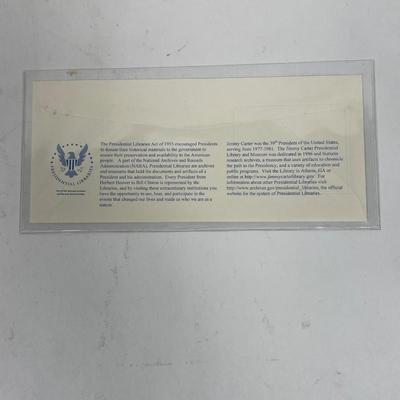 PRESIDENTIAL LIBRARIES
The Presidential Libraries Act of 1955 encouraged Presidents
to donate their historical materials to the government to
ensure their preservation and availability to the American
people. A part of the National Archives and Records
Administration (NARA), Presidential Libraries are archives
and museums that hold the documents and artifacts of a
President and his administration. Every President from
Herbert Hoover to Bill Clinton is represented by the
Libraries, and by visiting these extraordinary institutions you
have the opportunity to see, hear, and participate in the
events that changed our lives and made us who we are as a
nation.
Jimmy Carter was the 39th President of the United States,
serving from 1977-1981. The Jimmy Carter Presidential
Library and Museum was dedicated in 1986 and features
research archives, a museum that uses artifacts to chronicle
the path to the Presidency, and a variety of education and
public programs. Visit the Library in Atlanta, GA or
online at http://www.jimmycarterlibrary.gov/. For
information about other Presidential Libraries visit
http://www.archives.gov/presidential_libraries, the official
website for the system of Presidential Libraries.